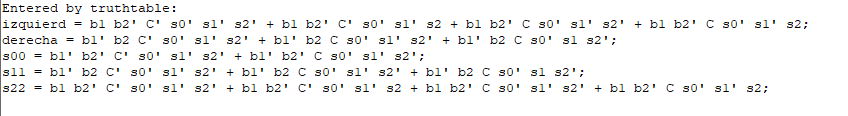 Entered by truthtable:
izquierd = b1 b2' C' s0' s1' s2' + b1 b2' C' s0' s1' s2 + b1 b2' C s0' s1' s2' + b1 b2' C s0' s1' s2;
derecha = b1' b2 C' s0' s1' s2' + b1' b2 C s0' s1' s2' + b1' b2 C s0' s1 s2';
s00 = b1' b2' C' s0' s1' s2' + b1' b2' C s0' s1' s2';
s11 = b1' b2 C' s0' s1' s2' + b1' b2 C s0' s1' s2' + b1' b2 C s0' s1 s2';
s22 = b1 b2' C' s0' s1' s2' + b1 b2' C' s0' s1' s2 + b1 b2' C s0' s1' s2' + b1 b2' C s0' s1' s2;